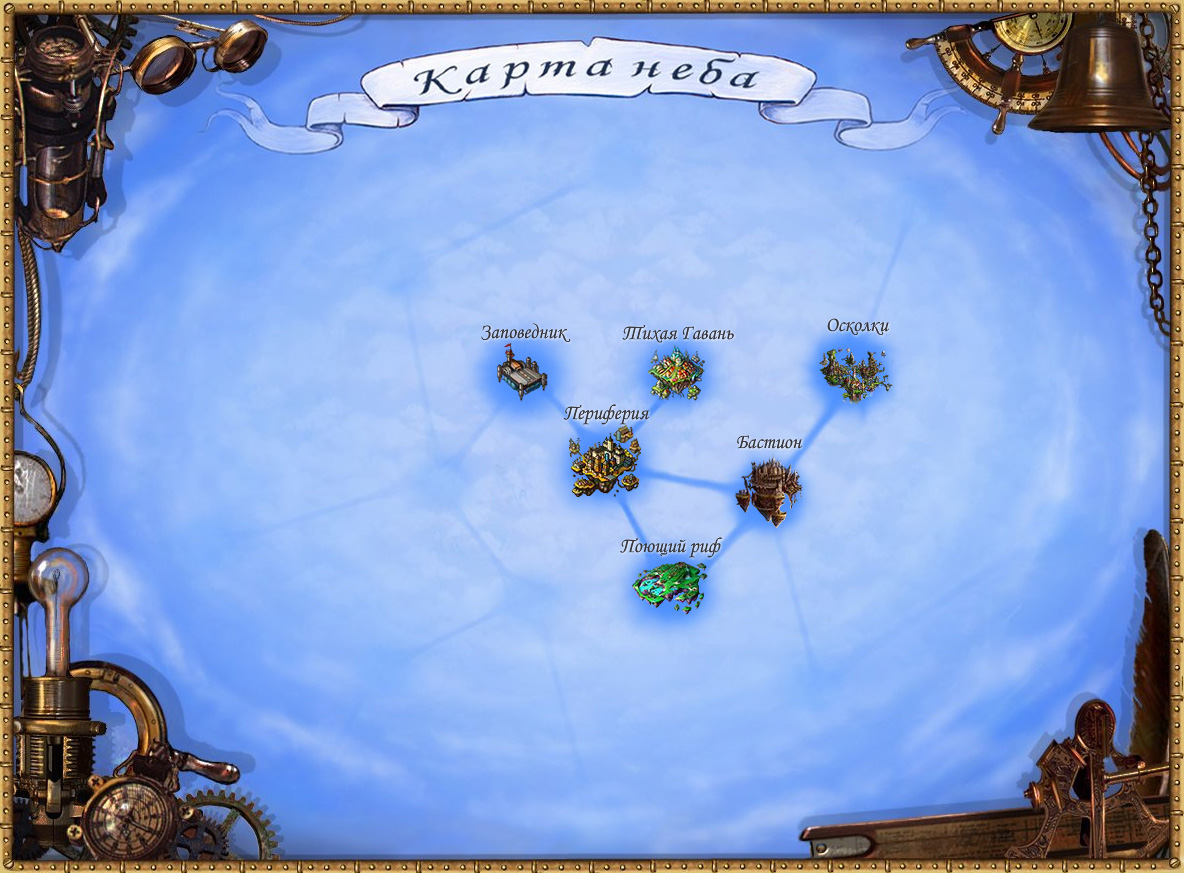 Карта неба
Заповедник
Тихая Гавань
Осколки
Периферия
Бастион
Поющий риф